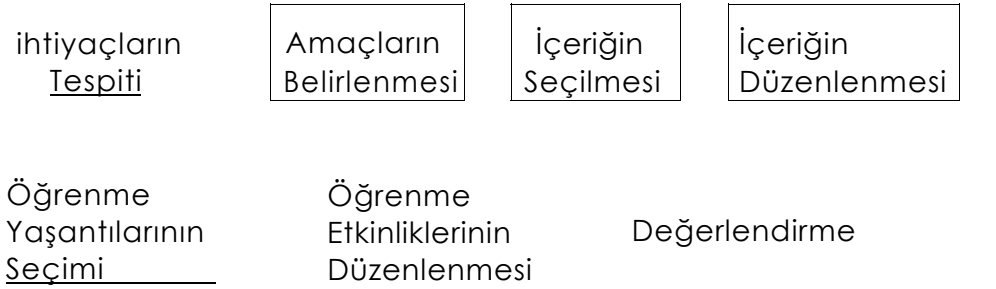 ihtiyaçların
Tespiti
Amaçların
Belirlenmesi
İçeriğin
Seçilmesi
İçeriğin
Düzenlenmesi
Öğrenme
Yaşantılarının
Seçimi
Öğrenme
Etkinliklerinin
Düzenlenmesi
Değerlendirme